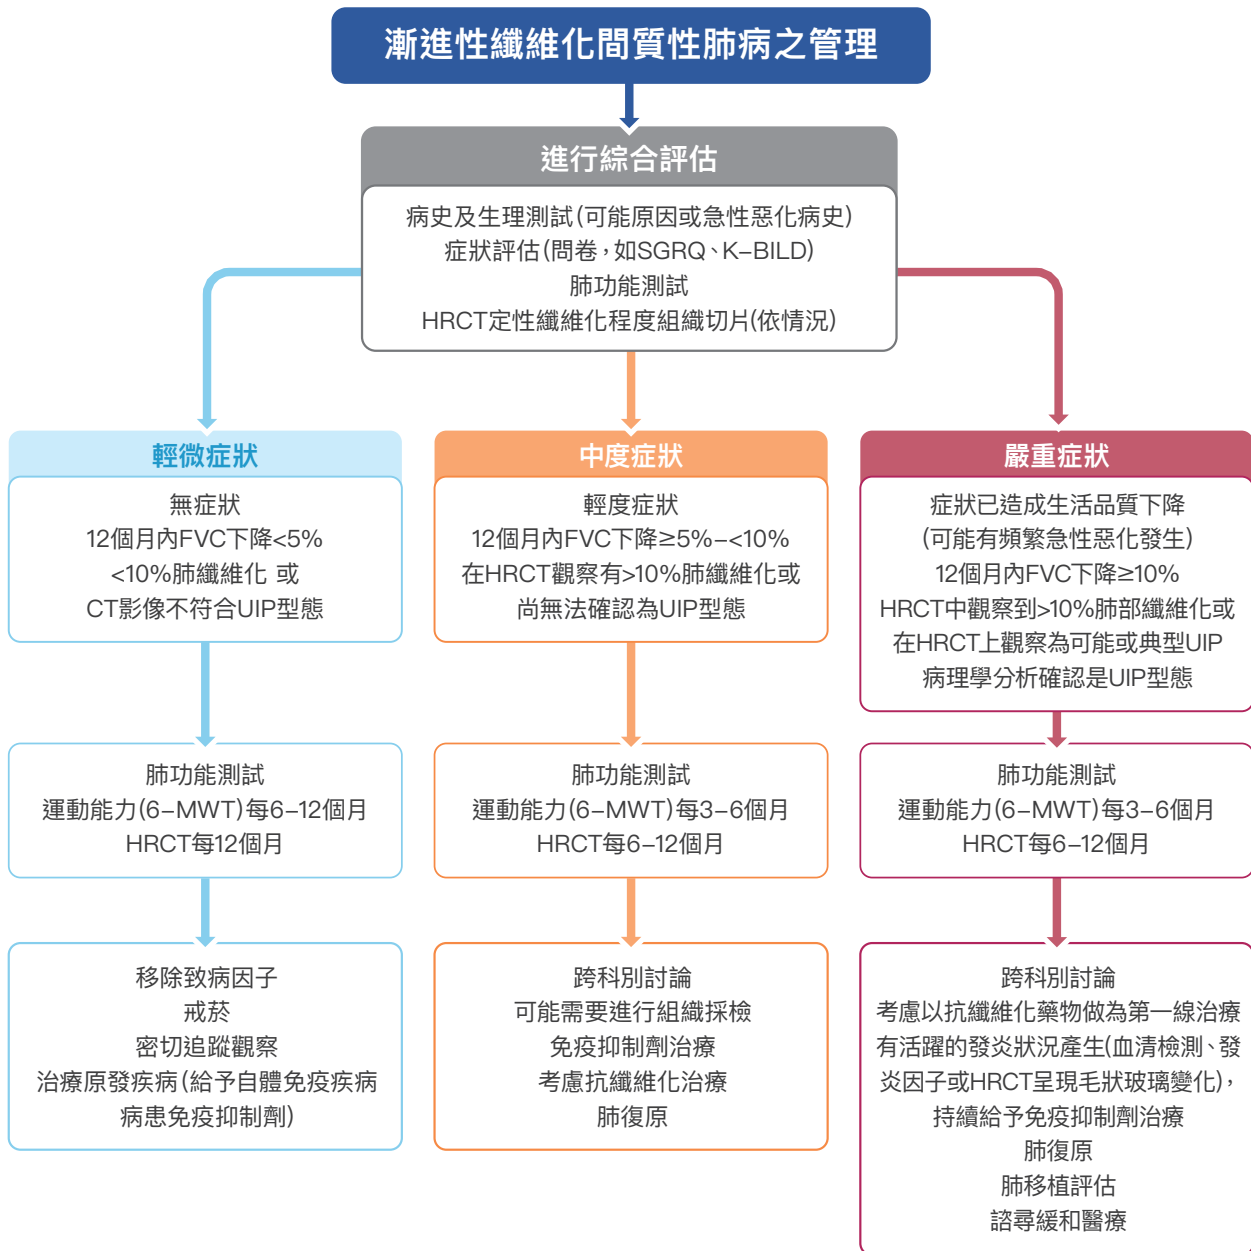 漸進性纖維化間質性肺病之管理
進行綜合評估
病史及生理測試(可能原因或急性惡化病史)
症狀評估(問卷，如SGRQ、K-BILD)
肺功能測試
HRCT定性纖維化程度組織切片(依情況)
輕微症狀
無症狀
12個月內FVC下降<5%
<10%肺纖維化 或
CT影像不符合UIP型態
肺功能測試
運動能力(6-MWT)每6-12個月
HRCT每12個月
移除致病因子
戒菸
密切追蹤觀察
治療原發疾病(給予自體免疫疾病
病患免疫抑制劑)
中度症狀
輕度症狀
12個月內FVC下降≥5%-<10%
在HRCT觀察有>10%肺纖維化或
尚無法確認為UIP型態
肺功能測試
運動能力(6-MWT)每3-6個月
HRCT每6-12個月
跨科別討論
可能需要進行組織採檢
免疫抑制劑治療
考慮抗纖維化治療
肺復原
嚴重症狀
症狀已造成生活品質下降
(可能有頻繁急性惡化發生)
12個月內FVC下降≥10%
HRCT中觀察到>10%肺部纖維化或
在HRCT上觀察為可能或典型UIP
病理學分析確認是UIP型態
肺功能測試
運動能力(6-MWT)每3-6個月
HRCT每6-12個月
跨科別討論
考慮以抗纖維化藥物做為第一線治療
有活躍的發炎狀況產生(血清檢測、發
炎因子或HRCT呈現毛狀玻璃變化)，
持續給予免疫抑制劑治療
肺復原
肺移植評估
諮尋緩和醫療